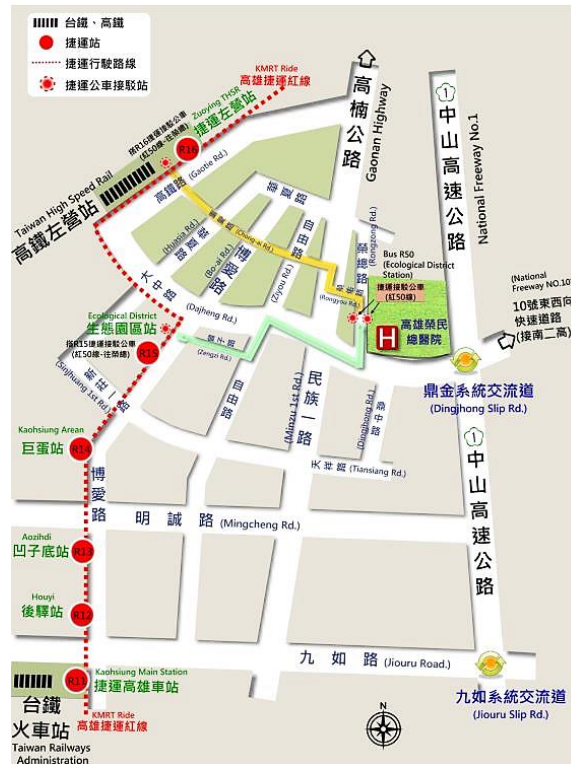 台鐵、高鐵
捷運站
捷運行駛路線
捷運公車接駁站
KMRT Ride
高雄捷運紅線
Zuoying THSR
捷運左營站
R16
搭R16捷運接駁公車
(紅50線-往榮總)
Taiwan High Speed Rail
高鐵左營站
高鐵路
(Gaotie Rd.)
高楠公路
Gaonan Highway
1
中山高速公路
National Freeway No.1
華夏路
(Huaxia Rd.)
博愛路
(Bo-ai Rd.)
自由路
(Ziyou Rd.)
(Chong-ai Rd.)
榮總路
(Rongzong Rd.)
(Rongyou Rd.)
Bus R50
(Ecological District
Station)
捷運接駁公車
(紅50線)
H
高雄榮民
總醫院
(National
Freeway NO.10)
10號東西向
快速道路
(接南二高)
大中路
(Dajheng Rd.)
Ecological District
生態園區站
搭R15捷運接駁公車
(紅50線-往榮總)
R15
(Zengzi Rd.)
新莊一路
(Sinjhuang 1st Rd.)
自由路
民族一路
(Minzu 1st Rd.)
鼎中路
(Dingjhong Rd.)
鼎金系統交流道
(Dingjhong Slip Rd.)
Kaohsiung Arean
巨蛋站
R14
天祥路
(Tiansiang Rd.)
1
中山高速公路
博愛路
明誠路
(Mingcheng Rd.)
Aozihdi
凹子底站
R13
Houyi
後驛站
R12
九如路
(Jiouru Road.)
九如系統交流道
(Jiouru Slip Rd.)
Kaohsiung Main Station
R11
捷運高雄車站
台鐵
火車站
Taiwan Railways
Administration
KMRT Ride
高雄捷運紅線
N